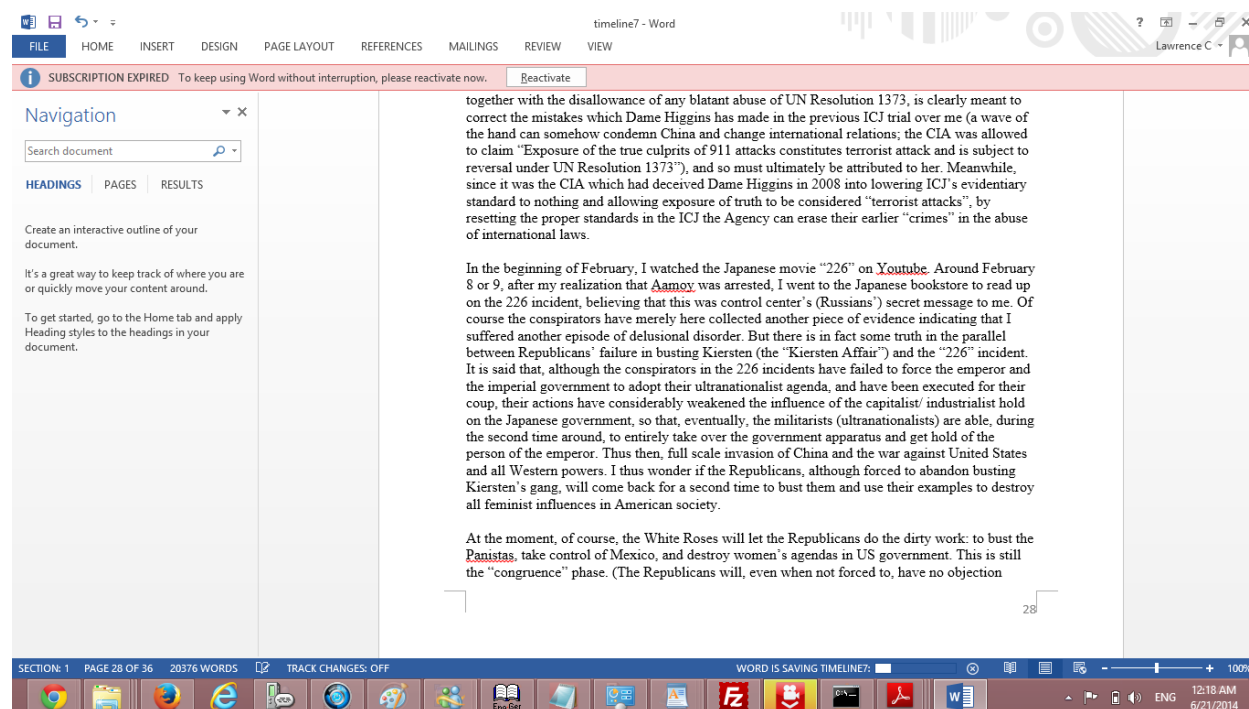 timeline7 - Word
?
Lawrence C
FILE HOME INSERT DESIGN PAGE LAYOUT REFERENCES MAILINGS REVIEW VIEW
SUBSCRIPTION EXPIRED To keep using Word without interruption, please reactivate now. Reactivate
Navigation
Search document
HEADINGS PAGES RESULTS
Create an interactive outline of your
document.
It's a great way to keep track of where you are
or quickly move your content around.
To get started, go to the Home tab and apply
Heading styles to the headings in your
document.
together with the disallowance of any blatant abuse of UN Resolution 1373, is clearly meant to
correct the mistakes which Dame Higgins has made in the previous ICJ trial over me (a wave of
the hand can somehow condemn China and change international relations; the CIA was allowed
to claim “Exposure of the true culprits of 911 attacks constitutes terrorist attack and is subject to
reversal under UN Resolution 1373”), and so must ultimately be attributed to her. Meanwhile,
since it was the CIA which had deceived Dame Higgins in 2008 into lowering ICJ’s evidentiary
standard to nothing and allowing exposure of truth to be considered “terrorist attacks”, by
resetting the proper standards in the ICJ the Agency can erase their earlier “crimes” in the abuse
of international laws.
In the beginning of February, I watched the Japanese movie “226” on Youtube. Around February
8 or 9, after my realization that Aamoy was arrested, I went to the Japanese bookstore to read up
on the 226 incident, believing that this was control center’s (Russians’) secret message to me. Of
course the conspirators have merely here collected another piece of evidence indicating that I
suffered another episode of delusional disorder. But there is in fact some truth in the parallel
between Republicans’ failure in busting Kiersten (the “Kiersten Affair”) and the “226” incident.
It is said that, although the conspirators in the 226 incidents have failed to force the emperor and
the imperial government to adopt their ultranationalist agenda, and have been executed for their
coup, their actions have considerably weakened the influence of the capitalist/ industrialist hold
on the Japanese government, so that, eventually, the militarists (ultranationalists) are able, during
the second time around, to entirely take over the government apparatus and get hold of the
person of the emperor. Thus then, full scale invasion of China and the war against United States
and all Western powers. I thus wonder if the Republicans, although forced to abandon busting
Kiersten’s gang, will come back for a second time to bust them and use their examples to destroy
all feminist influences in American society.
At the moment, of course, the White Roses will let the Republicans do the dirty work: to bust the
Panistas, take control of Mexico, and destroy women’s agendas in US government. This is still
the “congruence” phase. (The Republicans will, even when not forced to, have no objection
28
SECTION: 1 PAGE 28 OF 36 20376 WORDS TRACK CHANGES: OFF WORD IS SAVING TIMELINE7: 100%
Eng Ger
ENG
12:18 AM
6/21/2014